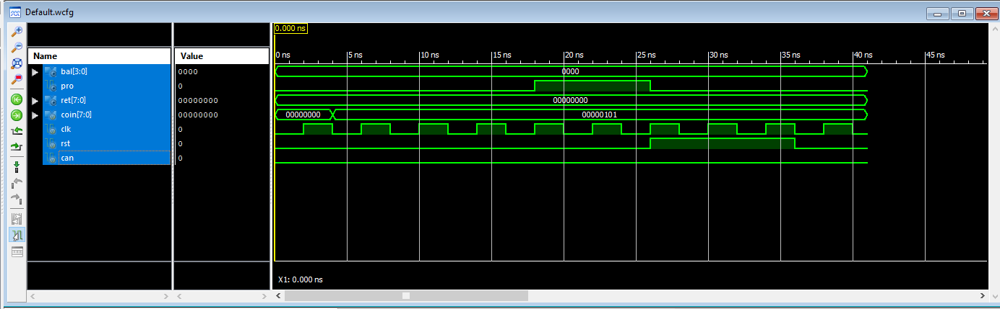 Default.wcfg
0.000 ns
Name Value
0 ns 5 ns 10 ns 15 ns 20 ns 25 ns 30 ns 35 ns 40 ns 45 ns
bal[3:0] 0000 0000
pro 0
ret[7:0] 00000000 00000000
coin[7:0] 00000000 00000000 00000101
clk 0
rst 0
can 0
X1: 0.000 ns